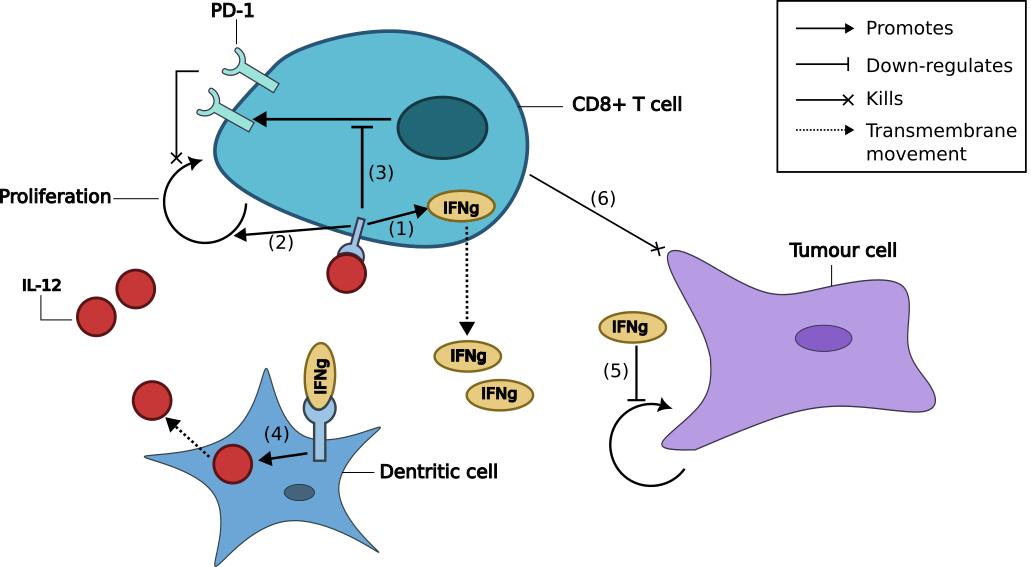 PD-1
Promotes
Down-regulates
Kills
Transmembrane
movement
CD8+ T cell
(3)
Proliferation
IFNg
(1)
(2)
(6)
Tumour cell
IL-12
IFNg
IFNg
IFNg
IFNg
(5)
(4)
Dentritic cell